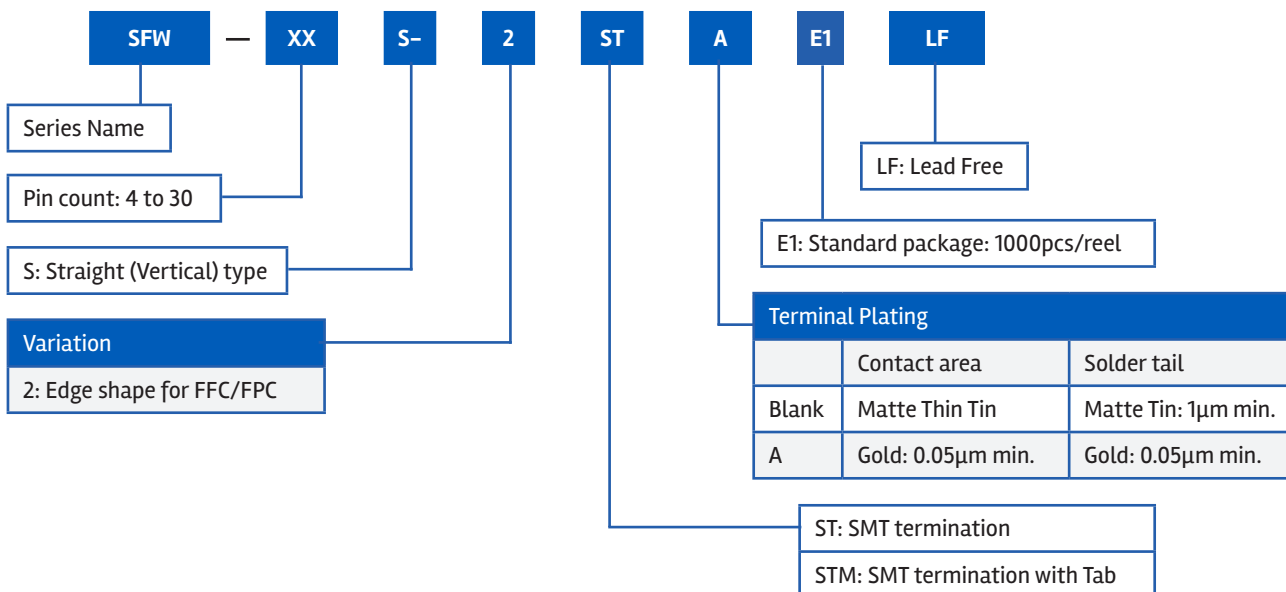 SFW — XX S– 2 ST A E1 LF
Series Name
LF: Lead Free
Pin count: 4 to 30
E1: Standard package: 1000pcs/reel
S: Straight (Vertical) type
Variation
2: Edge shape for FFC/FPC
Terminal Plating
Contact area Solder tail
Blank Matte Thin Tin Matte Tin: 1µm min.
A Gold: 0.05µm min. Gold: 0.05µm min.
ST: SMT termination
STM: SMT termination with Tab